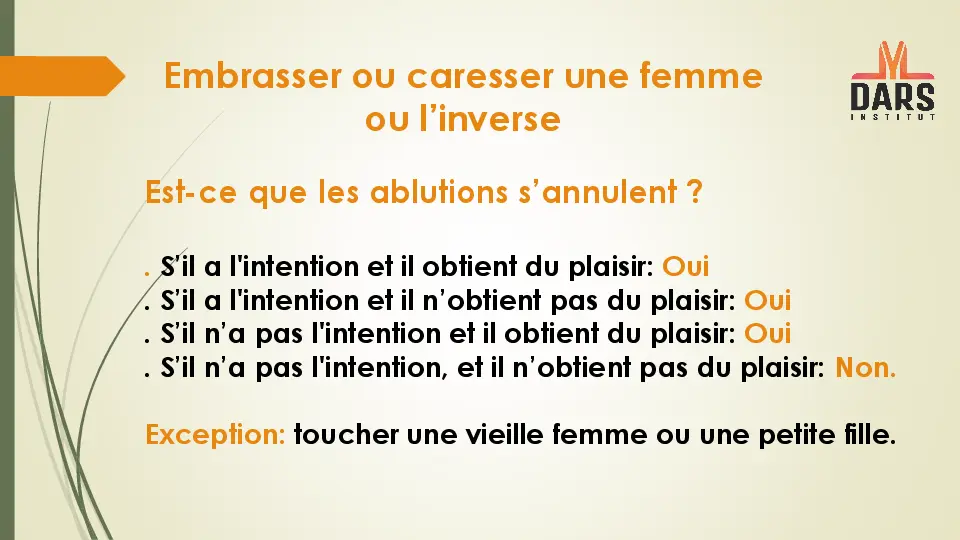 Embrasser ou caresser une femme
ou l’inverse
DARS
INSTITUT
Est-ce que les ablutions s’annulent ?
. S’il a l'intention et il obtient du plaisir: Oui
. S’il a l'intention et il n’obtient pas du plaisir: Oui
. S’il n’a pas l'intention et il obtient du plaisir: Oui
. S’il n’a pas l'intention, et il n’obtient pas du plaisir: Non.
Exception: toucher une vieille femme ou une petite fille.